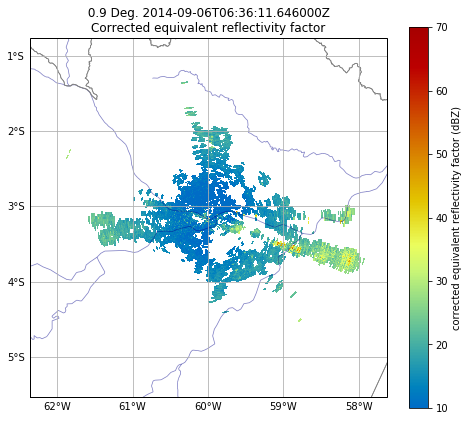 0.9 Deg. 2014-09-06T06:36:11.646000Z
Corrected equivalent reflectivity factor
1°S
2°S
3°S
4°S
5°S
62°W 61°W 60°W 59°W 58°W
70
60
50
40
30
20
10
corrected equivalent reflectivity factor (dBZ)